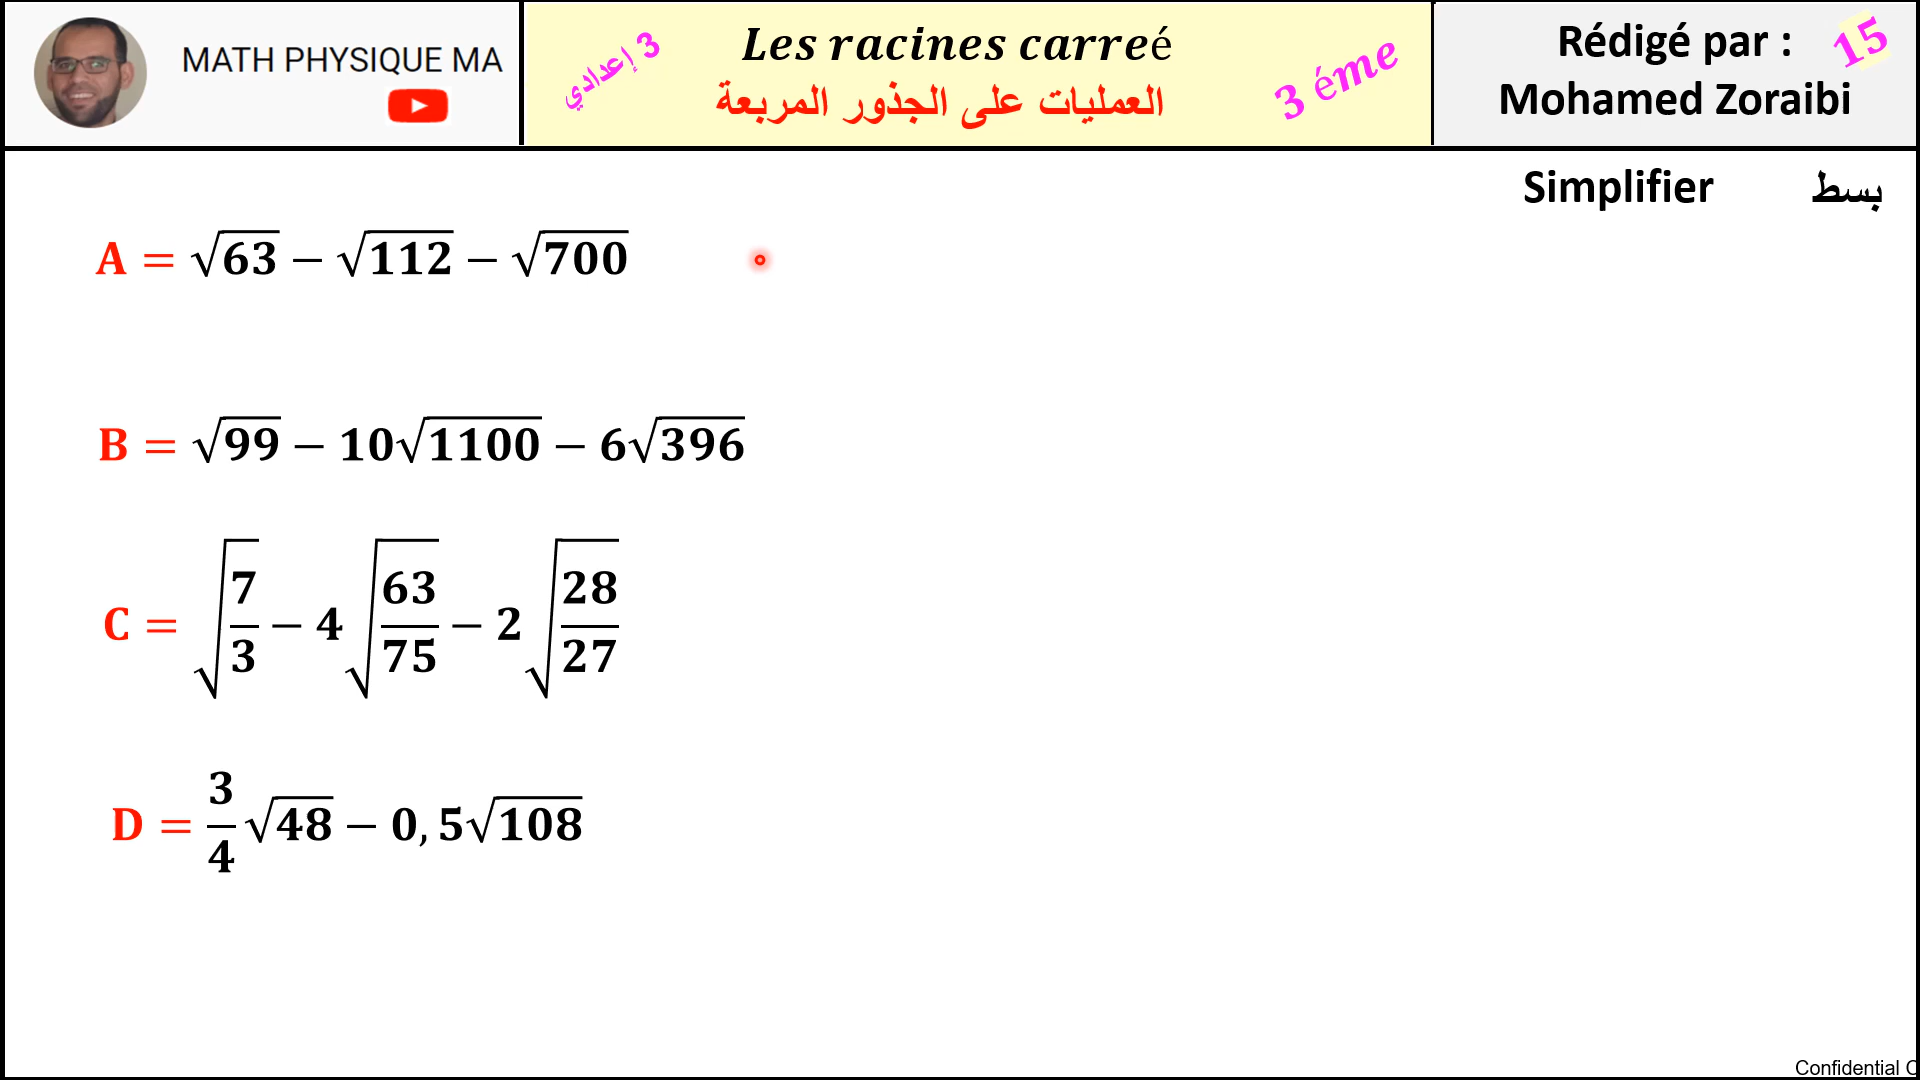 MATH PHYSIQUE MA
3 إعدادي
Les racines carreé
العمليات على الجذور المربعة
3 éme
Rédigé par :
15
Mohamed Zoraibi
Simplifier بسط
A = √63 − √112 − √700
B = √99 − 10√1100 − 6√396
C = √(7/3) − 4√(63/75) − 2√(28/27)
D = 3/4 √48 − 0,5√108
Confidential C